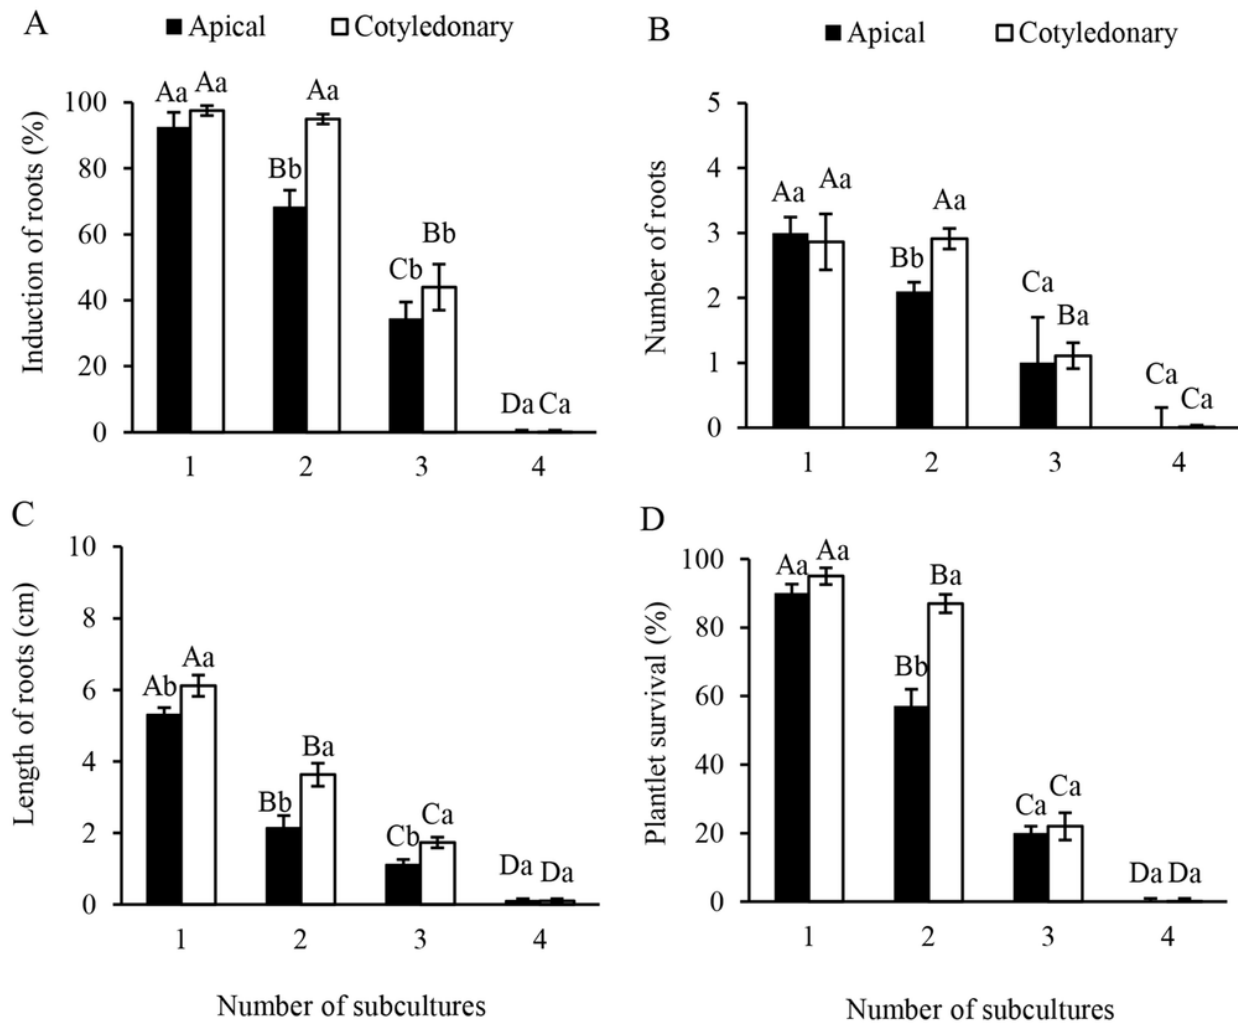 A
Apical Cotyledonary
Induction of roots (%)
100
80
60
40
20
0
Aa Aa
Bb Aa
Cb Bb
Da Ca
1 2 3 4
B
Apical Cotyledonary
Number of roots
5
4
3
2
1
0
Aa Aa
Bb Aa
Ca Ba
Ca Ca
1 2 3 4
C
Length of roots (cm)
10
8
6
4
2
0
Ab Aa
Bb Ba
Cb Ca
Da Da
1 2 3 4
Number of subcultures
D
Plantlet survival (%)
100
80
60
40
20
0
Aa Aa
Bb Ba
Ca Ca
Da Da
1 2 3 4
Number of subcultures